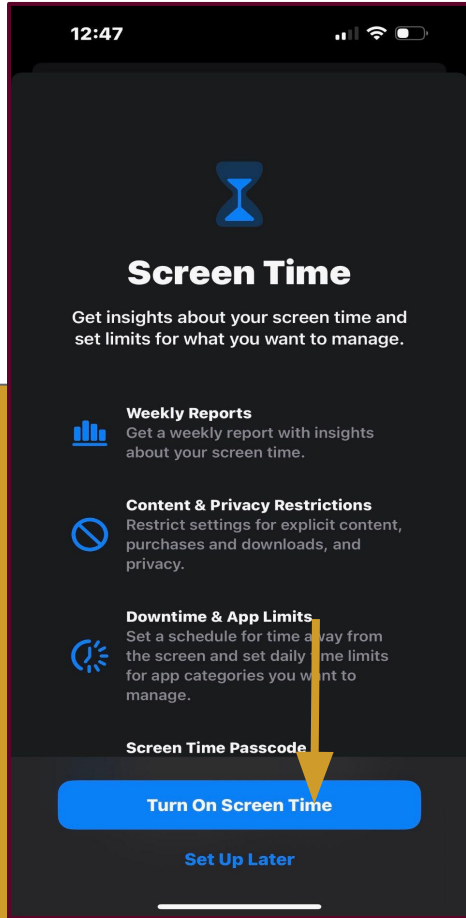 12:47
Screen Time
Get insights about your screen time and
set limits for what you want to manage.
Weekly Reports
Get a weekly report with insights
about your screen time.
Content & Privacy Restrictions
Restrict settings for explicit content,
purchases and downloads, and
privacy.
Downtime & App Limits
Set a schedule for time away from
the screen and set daily time limits
for app categories you want to
manage.
Screen Time Passcode
Turn On Screen Time
Set Up Later